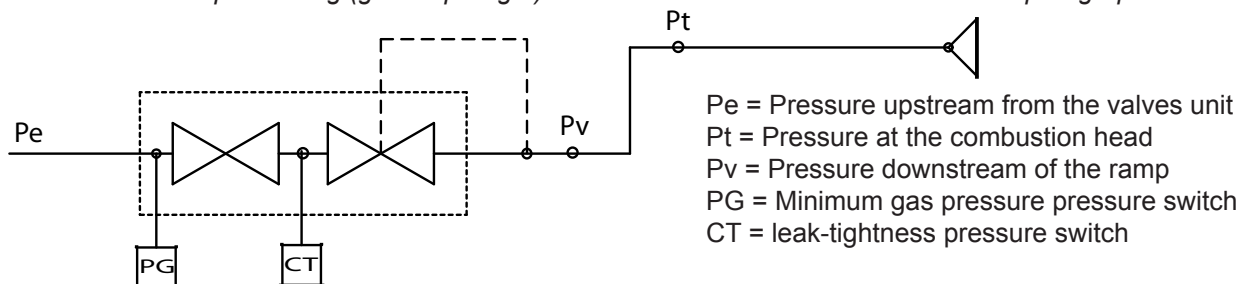 Pt
Pe
Pv
PG
CT
Pe = Pressure upstream from the valves unit
Pt = Pressure at the combustion head
Pv = Pressure downstream of the ramp
PG = Minimum gas pressure pressure switch
CT = leak-tightness pressure switch